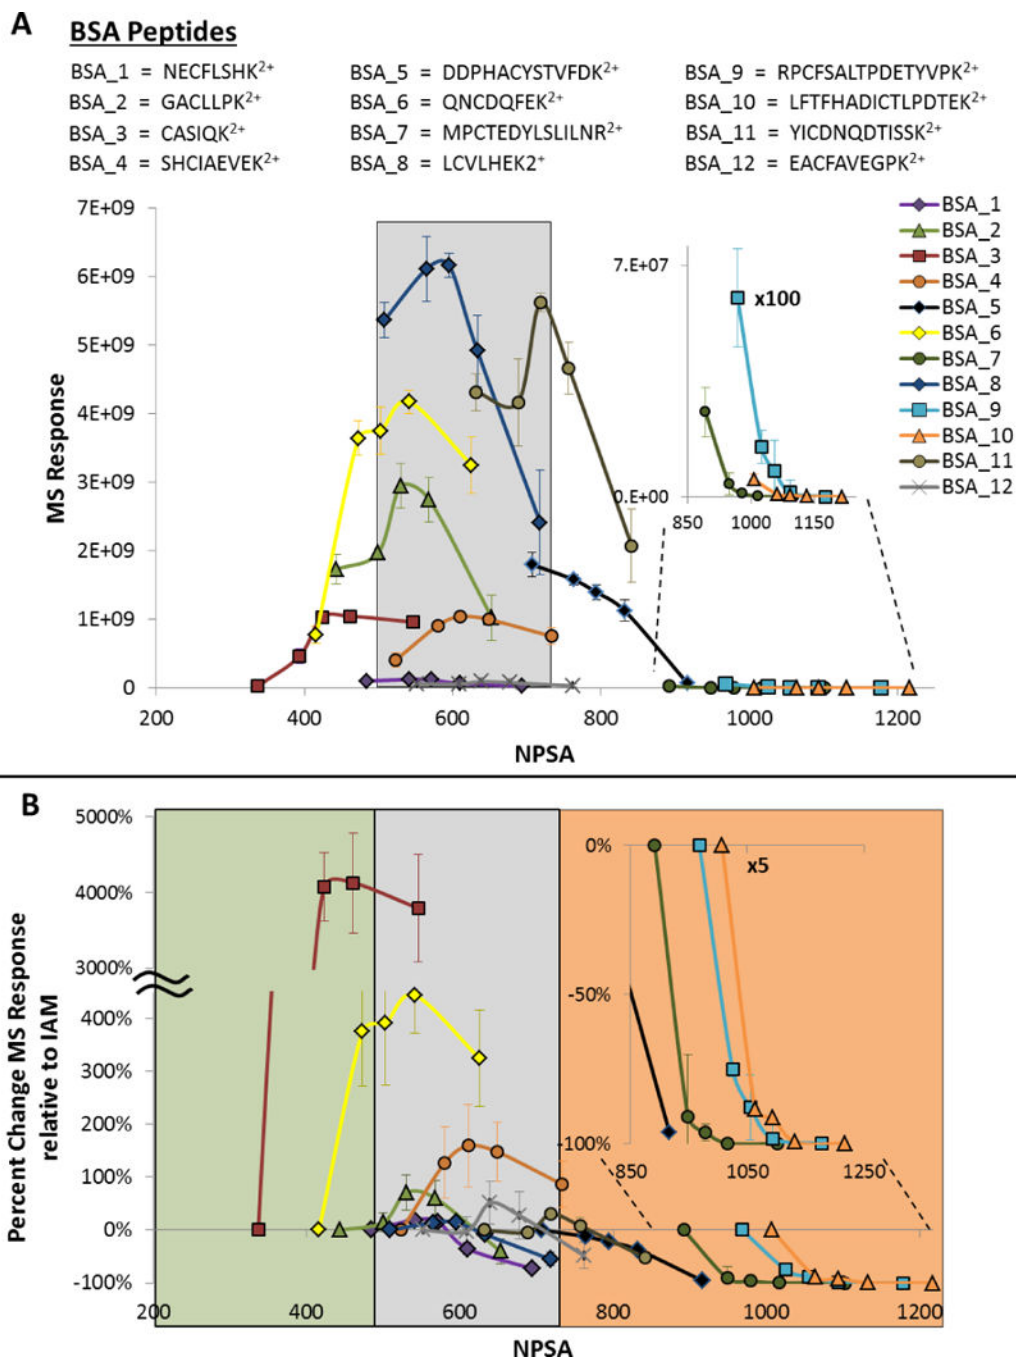 A
BSA Peptides
BSA_1 = NECFLSHK2+
BSA_2 = GACLLPK2+
BSA_3 = CASIQK2+
BSA_4 = SHCIAEVEK2+
BSA_5 = DDPHACYSTVFDK2+
BSA_6 = QNCDQFEK2+
BSA_7 = MPCTEDYLSLILNR2+
BSA_8 = LCVLHEK2+
BSA_9 = RPCFSALTPDETYVPK2+
BSA_10 = LFTFHADICTLPDTEK2+
BSA_11 = YICDNQDTISSK2+
BSA_12 = EACFAVEGPK2+
7E+09
6E+09
5E+09
4E+09
3E+09
2E+09
1E+09
0
MS Response
200 400 600 800 1000 1200
NPSA
7.E+07
x100
850 1000 1150
BSA_1
BSA_2
BSA_3
BSA_4
BSA_5
BSA_6
BSA_7
BSA_8
BSA_9
BSA_10
BSA_11
BSA_12
B
5000%
4000%
3000%
400%
300%
200%
100%
0%
-100%
Percent Change MS Response
relative to IAM
200 400 600 800 1000 1200
NPSA
0%
x5
-50%
-100%
850 1050 1250